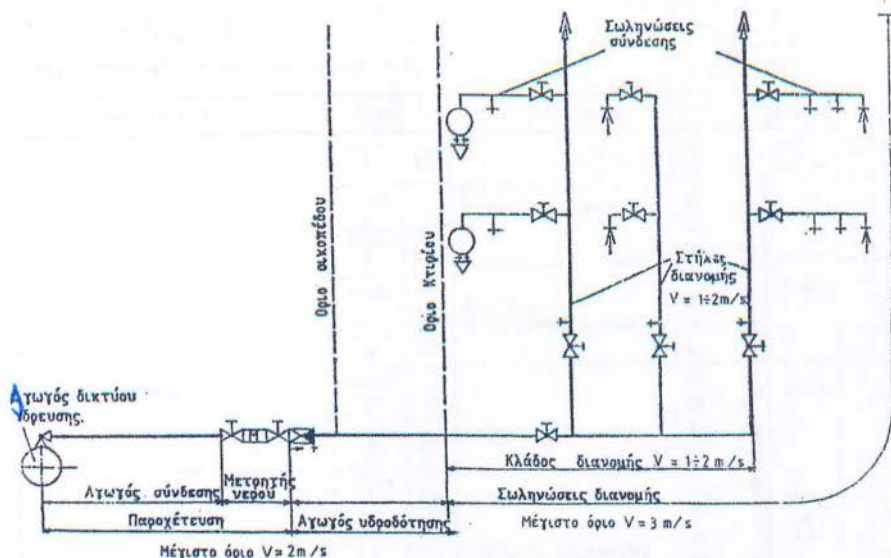 Σωληνώσεις
σύνδεσης
Όριο οικοπέδου
Όριο Κτιρίου
Στήλες
διανομής
V = 1÷2m/s
Αγωγός δικτύου
ύδρευσης.
M
Κλάδος διανομής V = 1÷2 m/s
Αγωγός σύνδεσης
Μετρητής
νερού
Σωληνώσεις διανομής
Παροχέτευση
Αγωγός υδροδότησης
Μέγιστο όριο V = 3 m/s
Μέγιστο όριο V = 2m/s